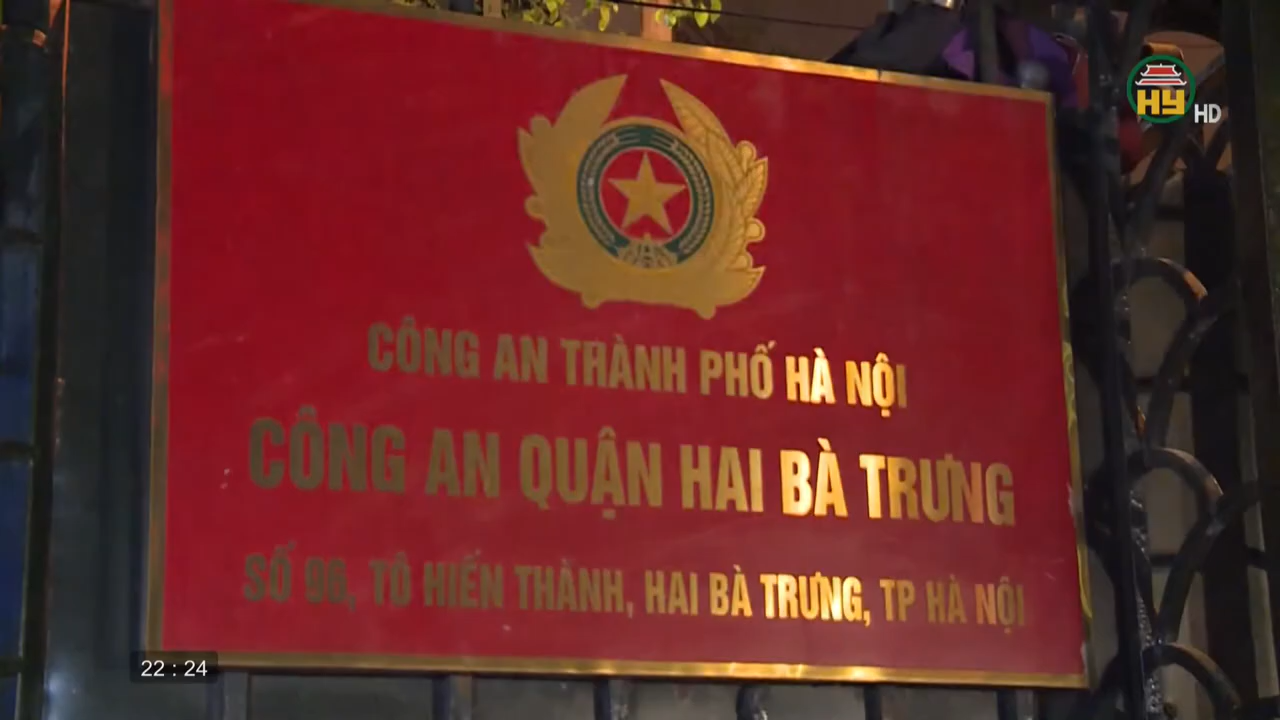 HY HD
CÔNG AN THÀNH PHỐ HÀ NỘI
CÔNG AN QUẬN HAI BÀ TRƯNG
SỐ 96, TÔ HIẾN THÀNH, HAI BÀ TRƯNG, TP HÀ NỘI
22 : 24